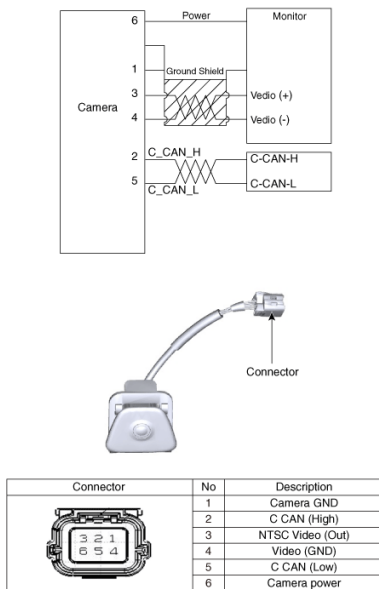 6 Power Monitor
1 Ground Shield
3 Vedio (+)
Camera
4 Vedio (-)
2 C_CAN_H C-CAN-H
5 C_CAN_L C-CAN-L
Connector
Connector No Description
1 Camera GND
2 C CAN (High)
3 NTSC Video (Out)
4 Video (GND)
5 C CAN (Low)
6 Camera power
3 2 1
6 5 4